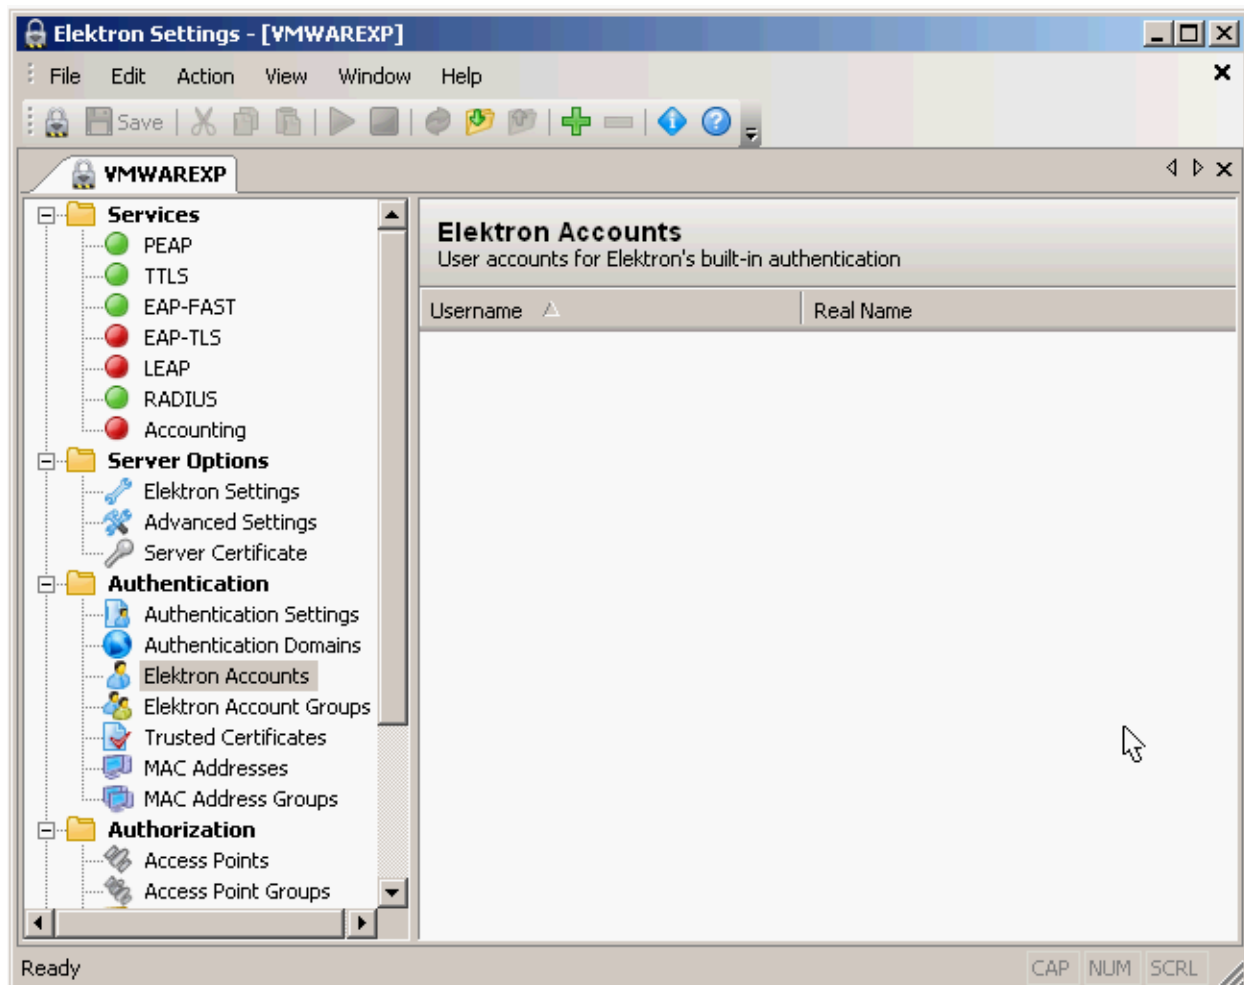 Elektron Settings - [VMWAREXP]
File Edit Action View Window Help
Save
VMWAREXP
Services
PEAP
TTLS
EAP-FAST
EAP-TLS
LEAP
RADIUS
Accounting
Server Options
Elektron Settings
Advanced Settings
Server Certificate
Authentication
Authentication Settings
Authentication Domains
Elektron Accounts
Elektron Account Groups
Trusted Certificates
MAC Addresses
MAC Address Groups
Authorization
Access Points
Access Point Groups
Elektron Accounts
User accounts for Elektron's built-in authentication
Username Real Name
Ready CAP NUM SCRL